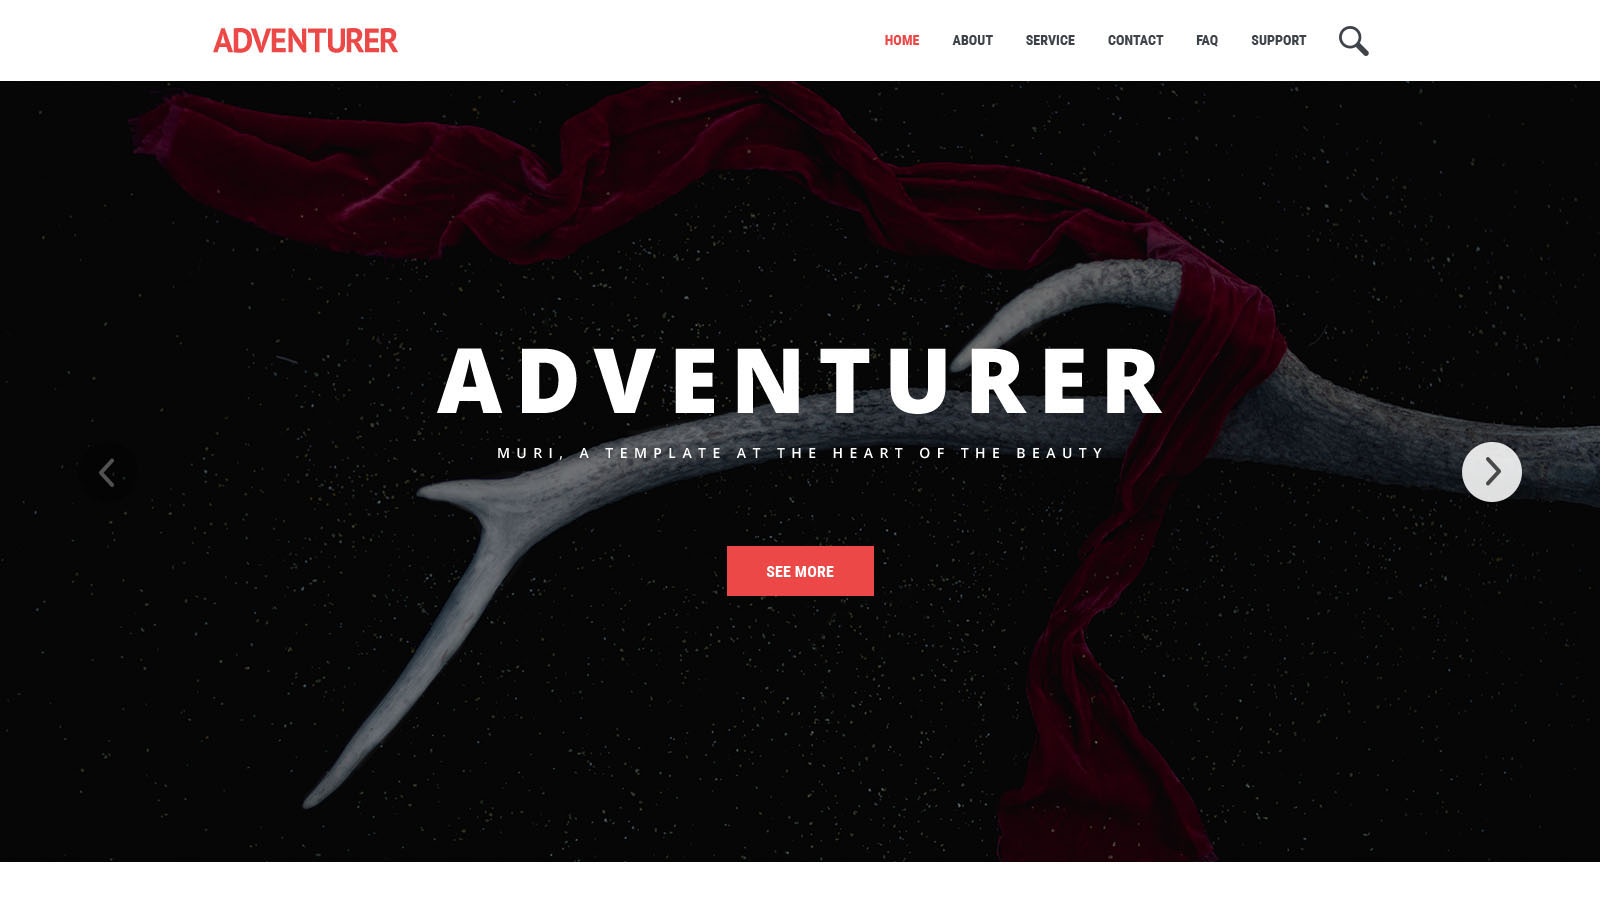 ADVENTURER
HOME ABOUT SERVICE CONTACT FAQ SUPPORT
ADVENTURER
MURI, A TEMPLATE AT THE HEART OF THE BEAUTY
SEE MORE